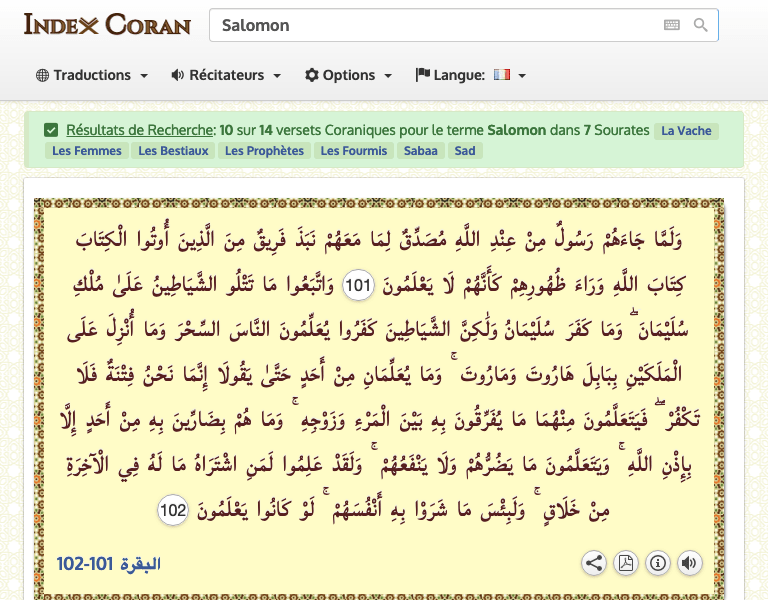 Index Coran
Salomon
Traductions Récitateurs Options Langue:
Résultats de Recherche: 10 sur 14 versets Coraniques pour le terme Salomon dans 7 Sourates La Vache
Les Femmes Les Bestiaux Les Prophètes Les Fourmis Sabaa Sad
وَلَمَّا جَاءَهُمْ رَسُولٌ مِنْ عِنْدِ اللَّهِ مُصَدِّقٌ لِمَا مَعَهُمْ نَبَذَ فَرِيقٌ مِنَ الَّذِينَ أُوتُوا الْكِتَابَ
كِتَابَ اللَّهِ وَرَاءَ ظُهُورِهِمْ كَأَنَّهُمْ لَا يَعْلَمُونَ 101 وَاتَّبَعُوا مَا تَتْلُو الشَّيَاطِينُ عَلَىٰ مُلْكِ
سُلَيْمَانَ ۖ وَمَا كَفَرَ سُلَيْمَانُ وَلَٰكِنَّ الشَّيَاطِينَ كَفَرُوا يُعَلِّمُونَ النَّاسَ السِّحْرَ وَمَا أُنْزِلَ عَلَى
الْمَلَكَيْنِ بِبَابِلَ هَارُوتَ وَمَارُوتَ ۚ وَمَا يُعَلِّمَانِ مِنْ أَحَدٍ حَتَّىٰ يَقُولَا إِنَّمَا نَحْنُ فِتْنَةٌ فَلَا
تَكْفُرْ ۖ فَيَتَعَلَّمُونَ مِنْهُمَا مَا يُفَرِّقُونَ بِهِ بَيْنَ الْمَرْءِ وَزَوْجِهِ ۚ وَمَا هُمْ بِضَارِّينَ بِهِ مِنْ أَحَدٍ إِلَّا
بِإِذْنِ اللَّهِ ۚ وَيَتَعَلَّمُونَ مَا يَضُرُّهُمْ وَلَا يَنْفَعُهُمْ ۚ وَلَقَدْ عَلِمُوا لَمَنِ اشْتَرَاهُ مَا لَهُ فِي الْآخِرَةِ
مِنْ خَلَاقٍ ۚ وَلَبِئْسَ مَا شَرَوْا بِهِ أَنْفُسَهُمْ ۚ لَوْ كَانُوا يَعْلَمُونَ 102
البقرة 101-102